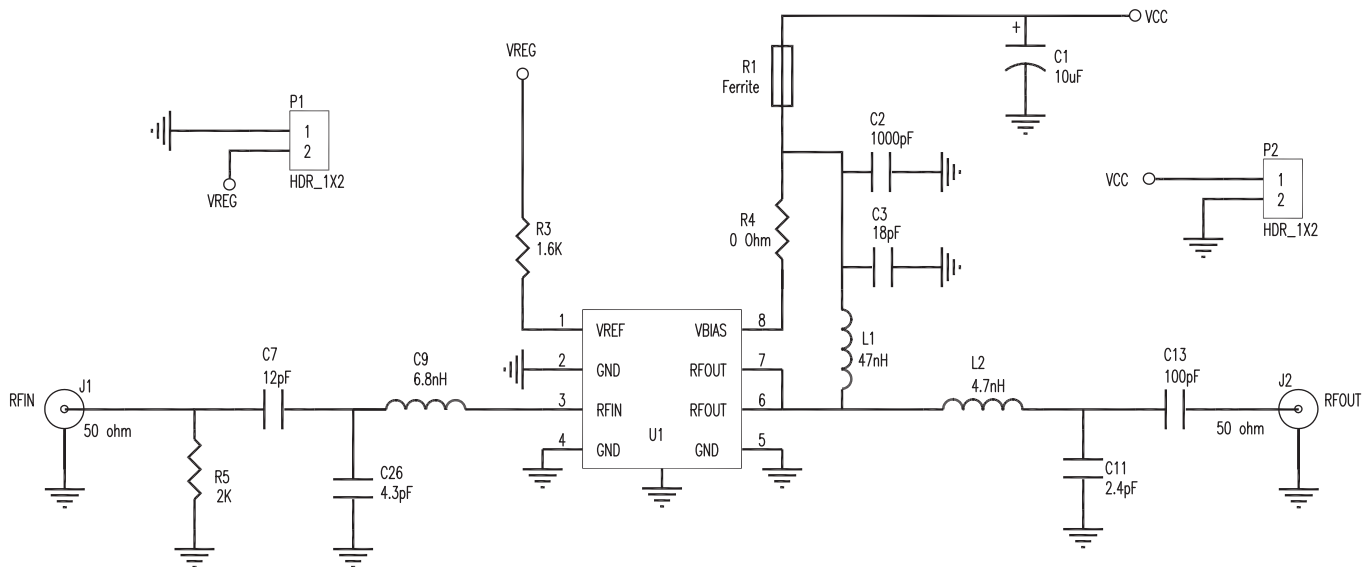 VCC
+
C1
10uF
VREG
R1
Ferrite
P1
1
2
HDR_1X2
VREG
C2
1000pF
P2
VCC
1
2
HDR_1X2
R3
1.6K
R4
0 Ohm
C3
18pF
1
VREF
VBIAS
8
2
GND
RFOUT
7
3
RFIN
RFOUT
6
4
GND
U1
GND
5
L1
47nH
C7
12pF
C9
6.8nH
L2
4.7nH
C13
100pF
RFIN
J1
50 ohm
J2
RFOUT
50 ohm
R5
2K
C26
4.3pF
C11
2.4pF